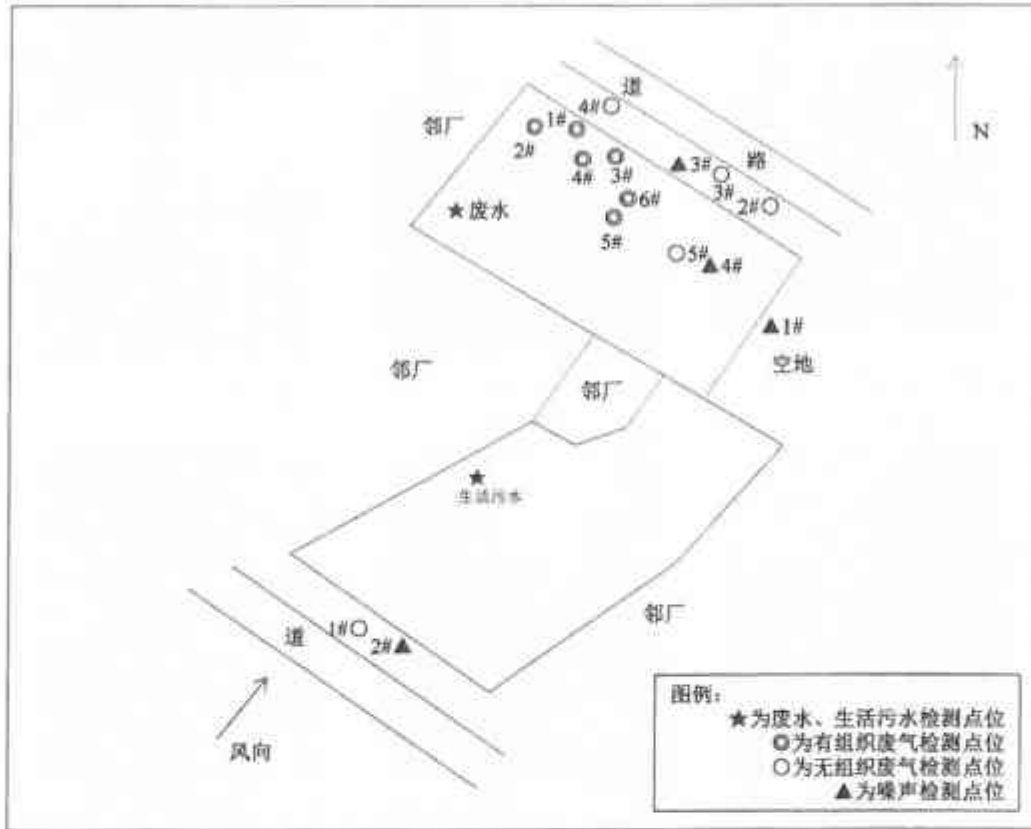 道
路
N
邻厂
1#
4#
2#
4#
3#
3#
3#
2#
6#
废水
5#
5#
4#
1#
空地
邻厂
邻厂
生活污水
邻厂
道
1#
2#
风向
图例：
★为废水、生活污水检测点位
◎为有组织废气检测点位
○为无组织废气检测点位
▲为噪声检测点位